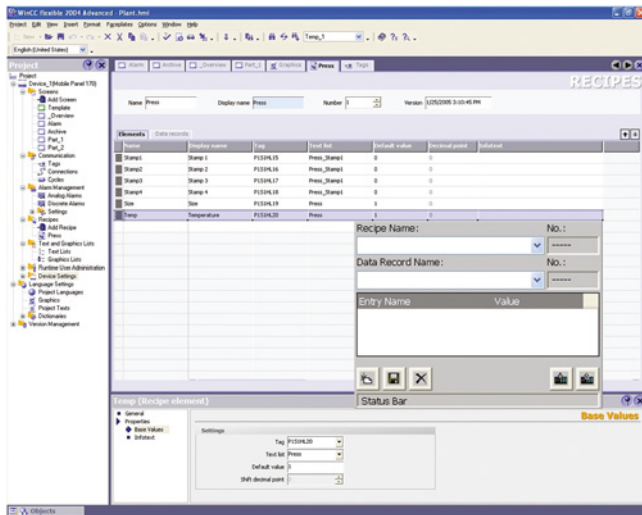 WinCC flexible 2004 Advanced - Plant.hmi
Project Edit View Insert Format Faceplates Options Window Help
New
Temp_1
English (United States)
Project
Alarm Archive _Overview Part_1 Graphics Press Tags
RECIPES
Project
Device_1(Mobile Panel 170)
Screens
Add Screen
Template
_Overview
Alarm
Archive
Part_1
Part_2
Communication
Tags
Connections
Cycles
Alarm Management
Analog Alarms
Discrete Alarms
Settings
Recipes
Add Recipe
Press
Text and Graphics Lists
Text Lists
Graphics Lists
Runtime User Administration
Device Settings
Language Settings
Project Languages
Graphics
Project Texts
Dictionaries
Version Management
Name Press Display name Press Number 1 Version 1/25/2005 3:10:45 PM
Elements Data records
Name Display name Tag Text list Default value Decimal point Infotext
Stamp1 Stamp 1 P151HL15 Press_Stamp1 0 0
Stamp2 Stamp 2 P151HL16 Press_Stamp1 0 0
Stamp3 Stamp 3 P151HL17 Press_Stamp1 0 0
Stamp4 Stamp 4 P151HL18 Press_Stamp1 0 0
Size Size P151HL19 Press 1 0
Temp Temperature P151HL20 Press 1 0
Recipe Name: No.:
-----
Data Record Name: No.:
-----
Entry Name Value
Status Bar
Temp (Recipe element)
General
Properties
Base Values
Infotext
Base Values
Settings
Tag P151HL20
Text list Press
Default value 1
Shift decimal point
Objects